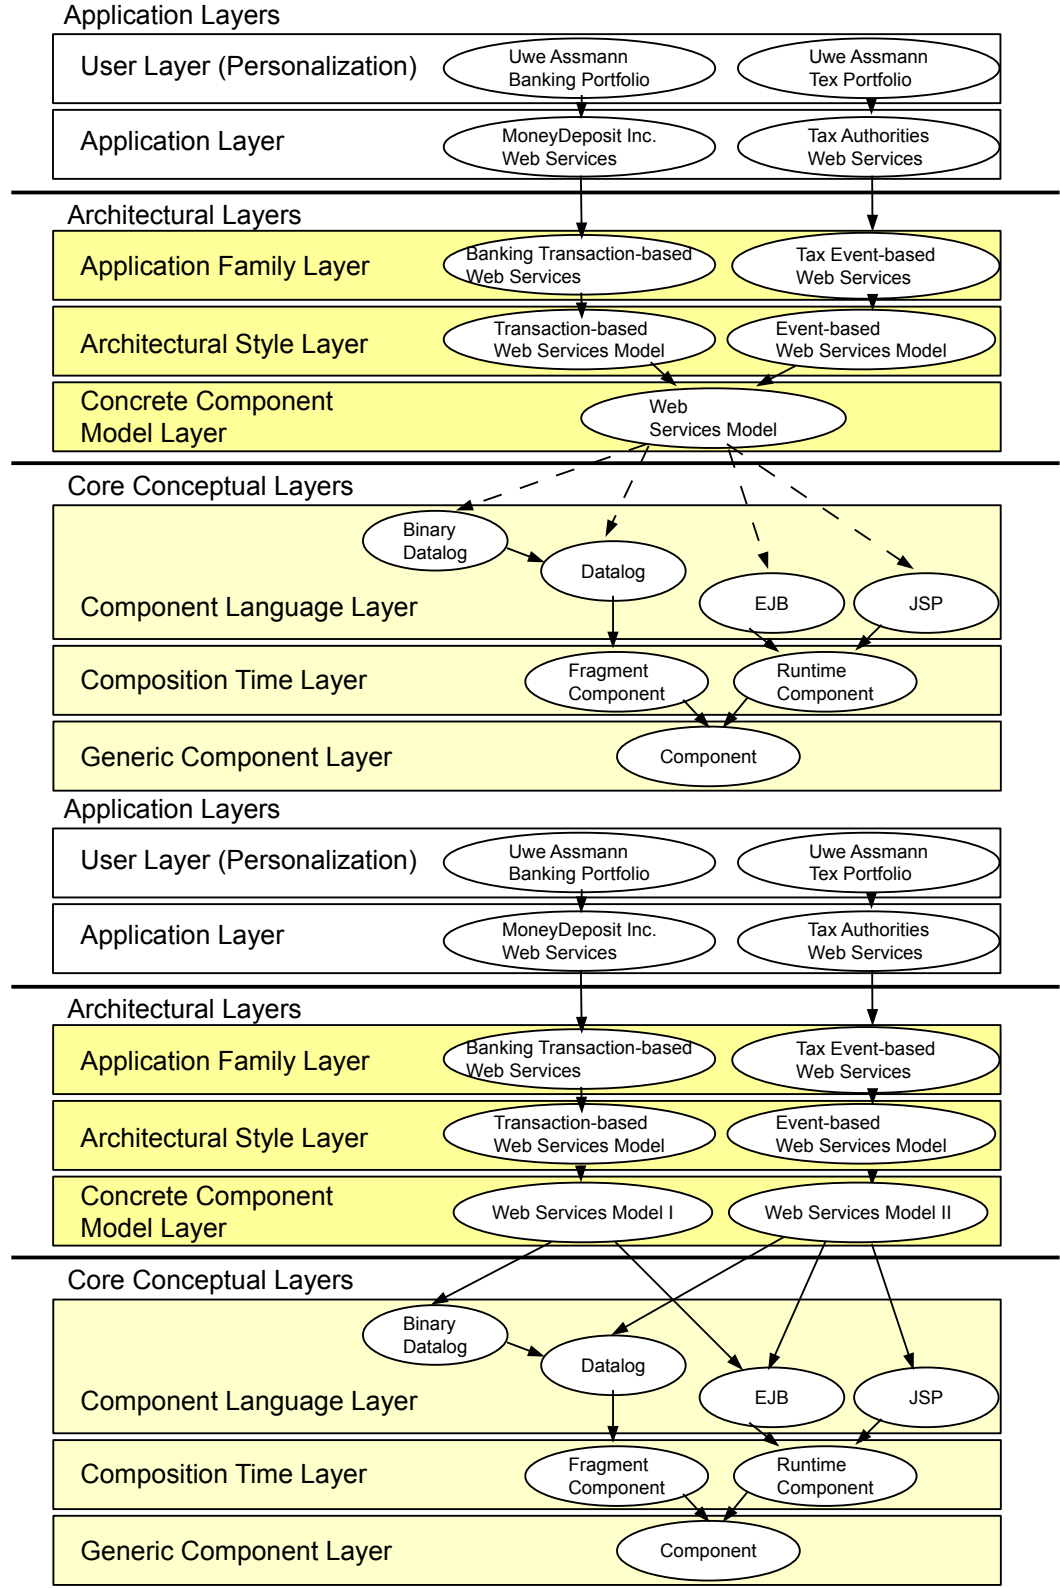 Application Layers
User Layer (Personalization)
Uwe Assmann
Banking Portfolio
Uwe Assmann
Tex Portfolio
Application Layer
MoneyDeposit Inc.
Web Services
Tax Authorities
Web Services
Architectural Layers
Application Family Layer
Banking Transaction-based
Web Services
Tax Event-based
Web Services
Architectural Style Layer
Transaction-based
Web Services Model
Event-based
Web Services Model
Concrete Component
Model Layer
Web
Services Model
Core Conceptual Layers
Binary
Datalog
Datalog
Component Language Layer
EJB
JSP
Composition Time Layer
Fragment
Component
Runtime
Component
Generic Component Layer
Component
Application Layers
User Layer (Personalization)
Uwe Assmann
Banking Portfolio
Uwe Assmann
Tex Portfolio
Application Layer
MoneyDeposit Inc.
Web Services
Tax Authorities
Web Services
Architectural Layers
Application Family Layer
Banking Transaction-based
Web Services
Tax Event-based
Web Services
Architectural Style Layer
Transaction-based
Web Services Model
Event-based
Web Services Model
Concrete Component
Model Layer
Web Services Model I
Web Services Model II
Core Conceptual Layers
Binary
Datalog
Datalog
Component Language Layer
EJB
JSP
Composition Time Layer
Fragment
Component
Runtime
Component
Generic Component Layer
Component